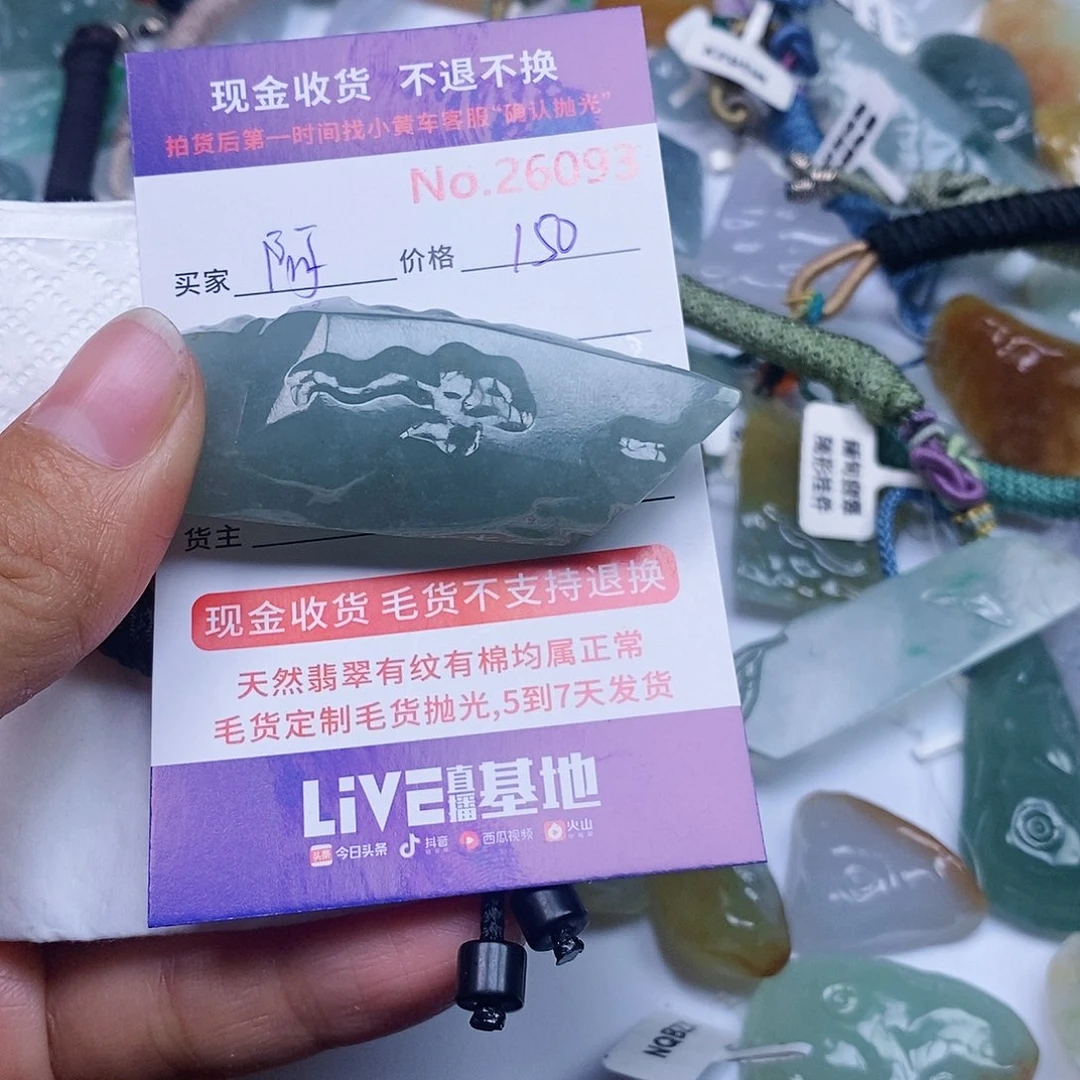 现金收货 不退不换
拍货后第一时间找小黄车客服“确认抛光”
No.26093
买家 阿 价格 150
货主
现金收货 毛货不支持退换
天然翡翠有纹有棉均属正常
毛货定制毛货抛光,5到7天发货
LiVE直播基地
头条 今日头条 抖音 西瓜视频 火山